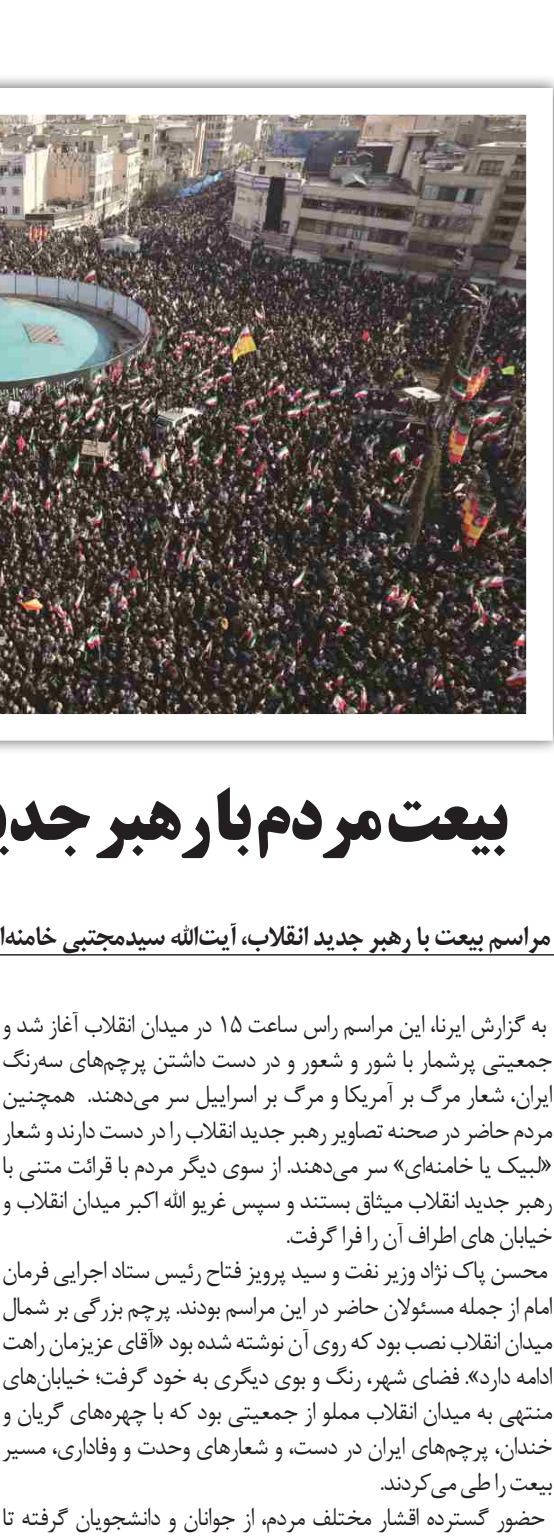 بیعت مردم با رهبر
مراسم بیعت با رهبر جدید انقلاب، آیت‌الله سیدمجتبی
به گزارش ایرنا، این مراسم راس ساعت ۱۵ در میدان انقلاب آغاز شد و
جمعیتی پرشمار با شور و شعور و در دست داشتن پرچم‌های سه‌رنگ
ایران، شعار مرگ بر آمریکا و مرگ بر اسراییل سر می‌دهند. همچنین
مردم حاضر در صحنه تصاویر رهبر جدید انقلاب را در دست دارند و شعار
«لبیک یا خامنه‌ای» سر می‌دهند. از سوی دیگر مردم با قرائت متنی با
رهبر جدید انقلاب میثاق بستند و سپس غریو الله اکبر میدان انقلاب و
خیابان های اطراف آن را فرا گرفت.
محسن پاک نژاد وزیر نفت و سید پرویز فتاح رئیس ستاد اجرایی فرمان
امام از جمله مسئولان حاضر در این مراسم بودند. پرچم بزرگی بر شمال
میدان انقلاب نصب بود که روی آن نوشته شده بود «آقای عزیزمان راهت
ادامه دارد». فضای شهر، رنگ و بوی دیگری به خود گرفت؛ خیابان‌های
منتهی به میدان انقلاب مملو از جمعیتی بود که با چهره‌های گریان و
خندان، پرچم‌های ایران در دست، و شعارهای وحدت و وفاداری، مسیر
بیعت را طی می‌کردند.
حضور گسترده اقشار مختلف مردم، از جوانان و دانشجویان گرفته تا